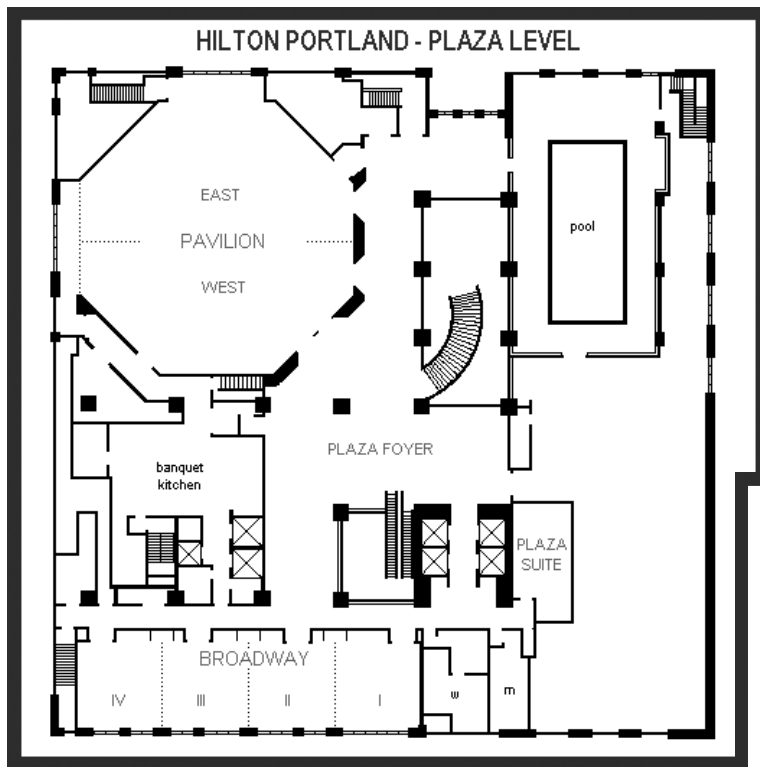 HILTON PORTLAND - PLAZA LEVEL
EAST
PAVILION
WEST
pool
PLAZA FOYER
banquet
kitchen
PLAZA
SUITE
BROADWAY
IV
III
II
I
w
m